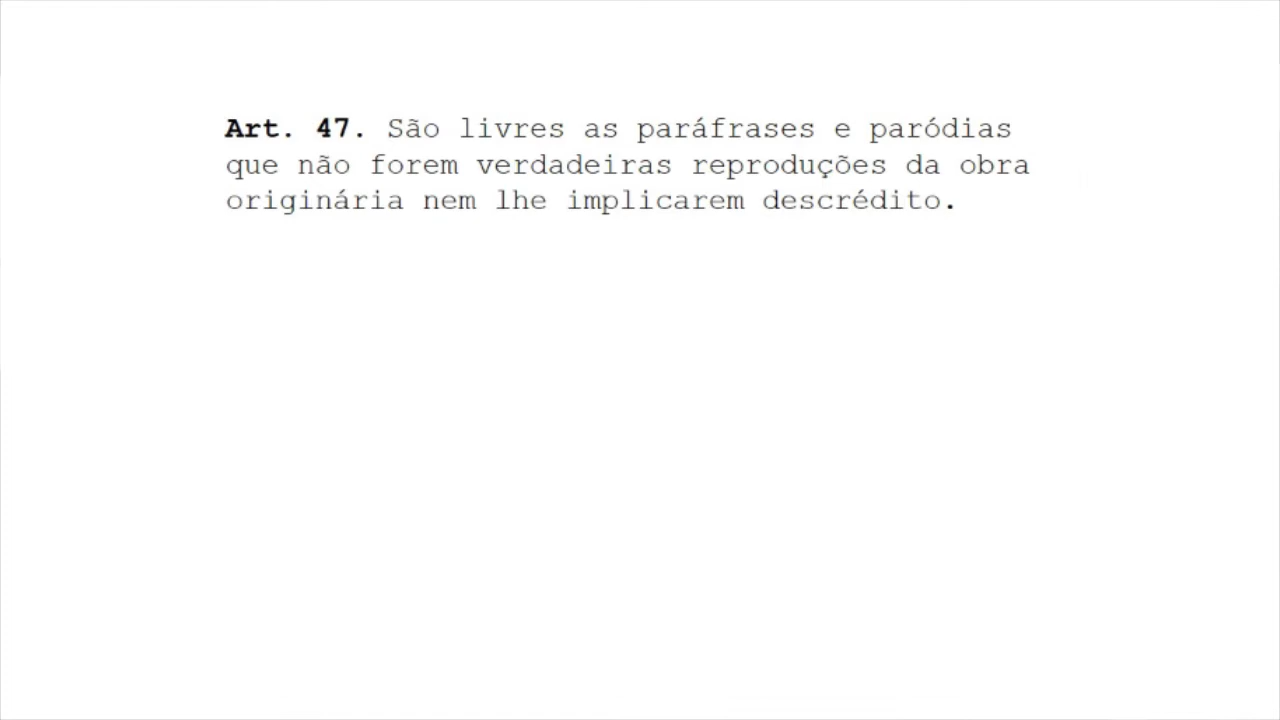 Art. 47. São livres as paráfrases e paródias
que não forem verdadeiras reproduções da obra
originária nem lhe implicarem descrédito.